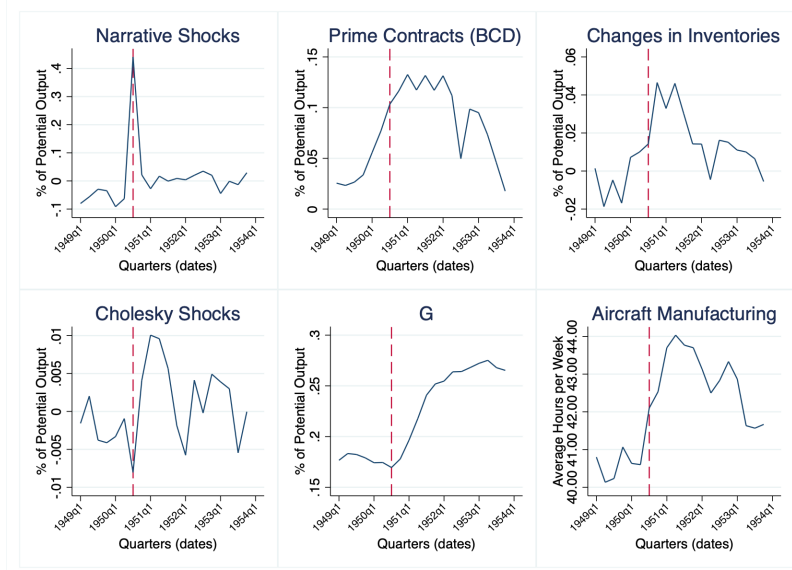 Narrative Shocks
% of Potential Output
-.1 0 .1 .2 .3 .4
1949q1 1950q1 1951q1 1952q1 1953q1 1954q1
Quarters (dates)
Prime Contracts (BCD)
% of Potential Output
0 .05 .1 .15
1949q1 1950q1 1951q1 1952q1 1953q1 1954q1
Quarters (dates)
Changes in Inventories
% of Potential Output
-.02 0 .02 .04 .06
1949q1 1950q1 1951q1 1952q1 1953q1 1954q1
Quarters (dates)
Cholesky Shocks
% of Potential Output
-.01 -.005 0 .005 .01
1949q1 1950q1 1951q1 1952q1 1953q1 1954q1
Quarters (dates)
G
% of Potential Output
.15 .2 .25 .3
1949q1 1950q1 1951q1 1952q1 1953q1 1954q1
Quarters (dates)
Aircraft Manufacturing
Average Hours per Week
40.00 41.00 42.00 43.00 44.00
1949q1 1950q1 1951q1 1952q1 1953q1 1954q1
Quarters (dates)